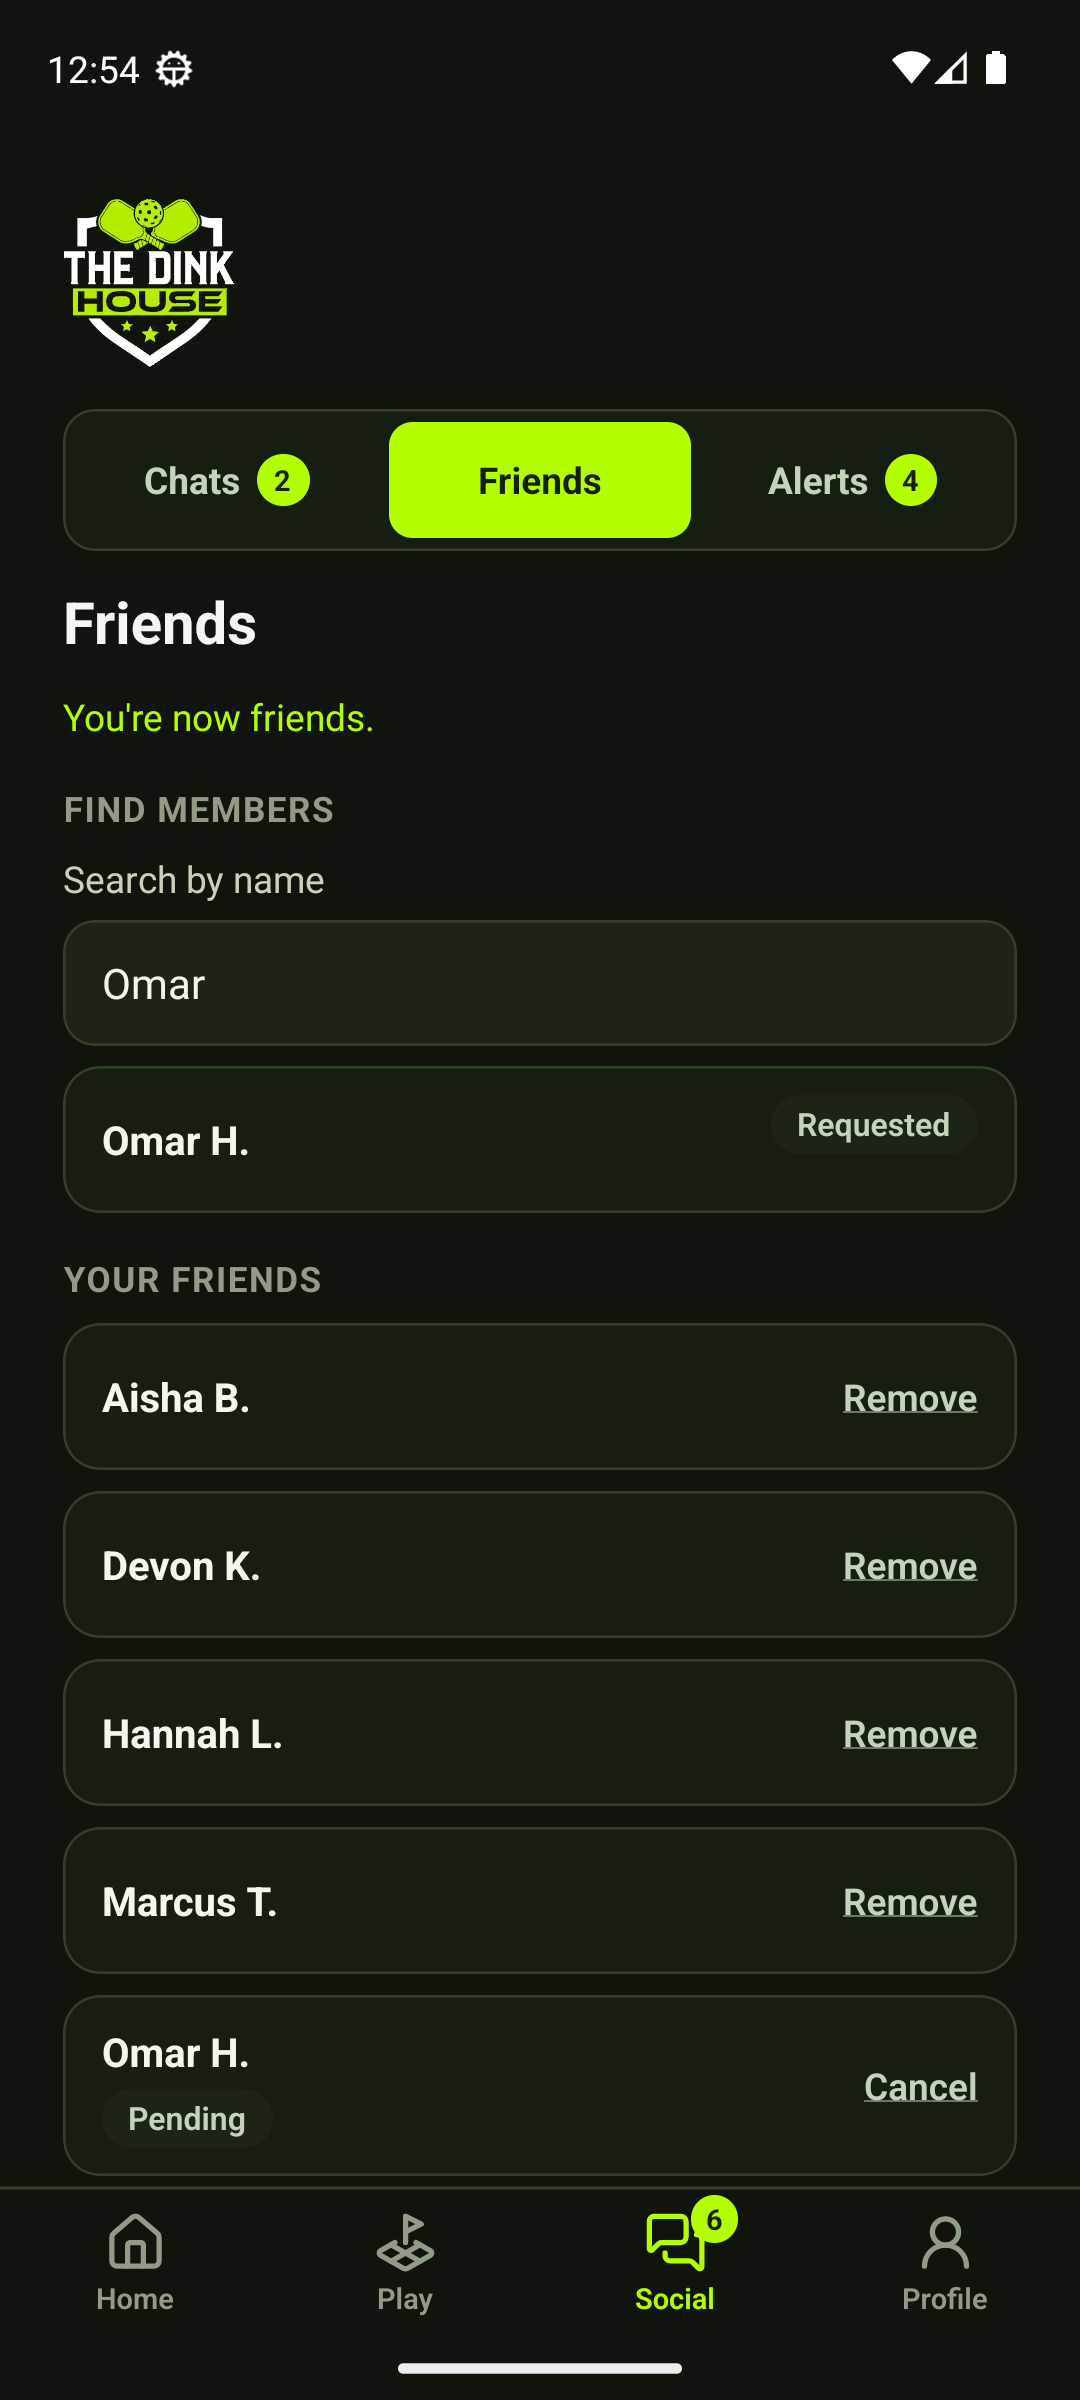 12:54
THE DINK
HOUSE
Chats 2
Friends
Alerts 4
Friends
You're now friends.
FIND MEMBERS
Search by name
Omar
Omar H.
Requested
YOUR FRIENDS
Aisha B.
Remove
Devon K.
Remove
Hannah L.
Remove
Marcus T.
Remove
Omar H.
Pending
Cancel
6
Home
Play
Social
Profile